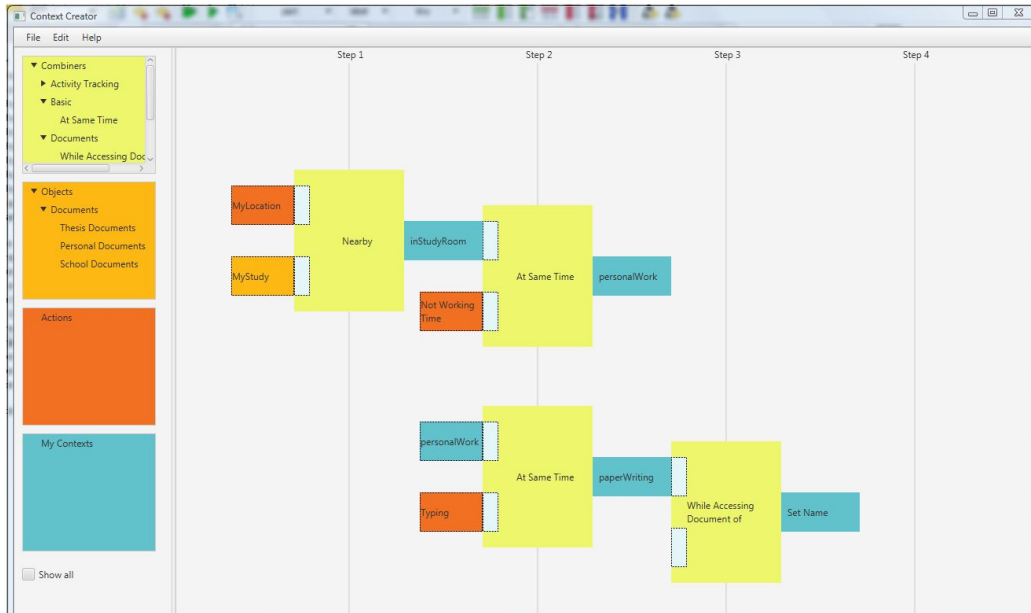 Context Creator
File Edit Help
Combiners
Activity Tracking
Basic
At Same Time
Documents
While Accessing Doc
Objects
Documents
Thesis Documents
Personal Documents
School Documents
Actions
My Contexts
Show all
Step 1 Step 2 Step 3 Step 4
MyLocation
Nearby
MyStudy
inStudyRoom
At Same Time
personalWork
Not Working
Time
personalWork
At Same Time
Typing
paperWriting
While Accessing
Document of
Set Name